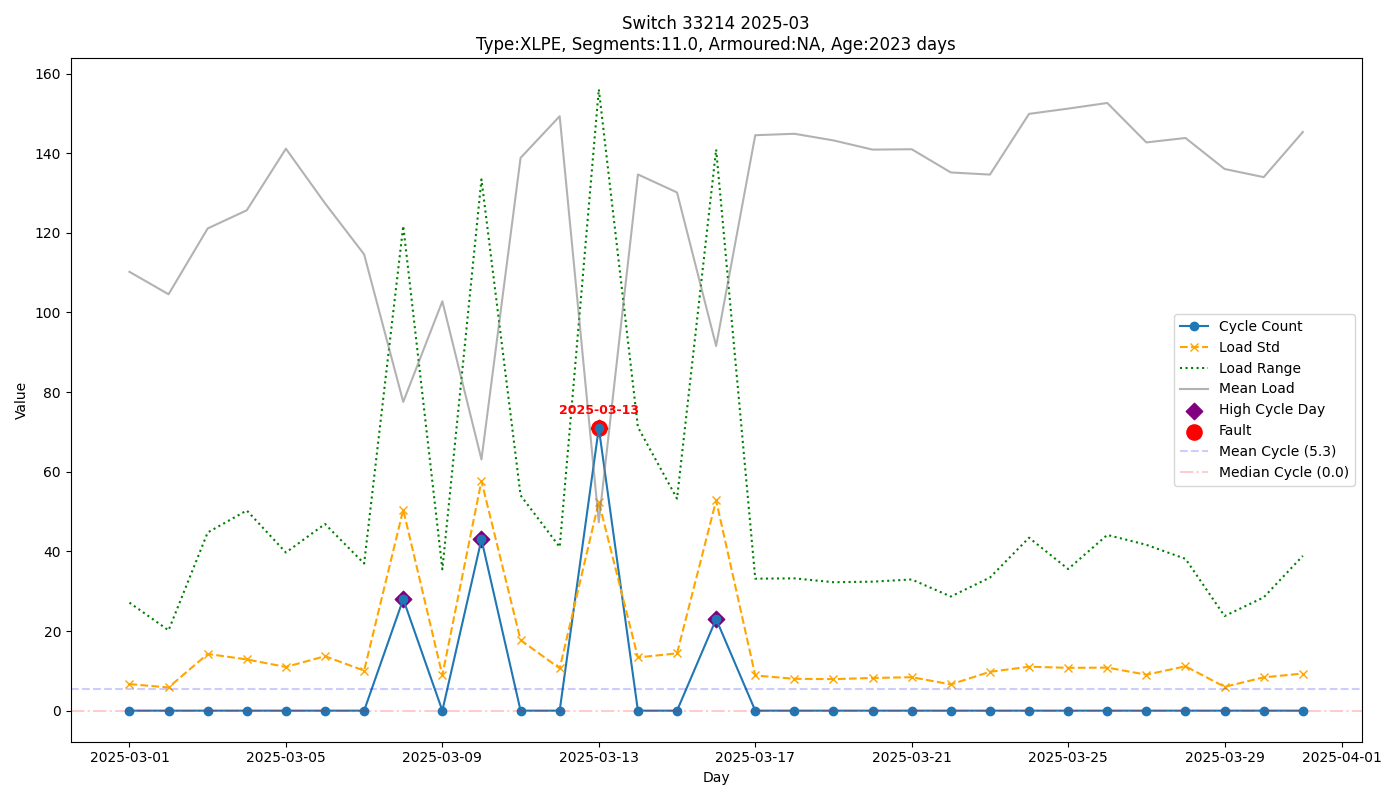 Switch 33214 2025-03
Type:XLPE, Segments:11.0, Armoured:NA, Age:2023 days
160
140
120
100
80
60
40
20
0
Value
2025-03-13
Cycle Count
Load Std
Load Range
Mean Load
High Cycle Day
Fault
Mean Cycle (5.3)
Median Cycle (0.0)
2025-03-01
2025-03-05
2025-03-09
2025-03-13
2025-03-17
2025-03-21
2025-03-25
2025-03-29
2025-04-01
Day